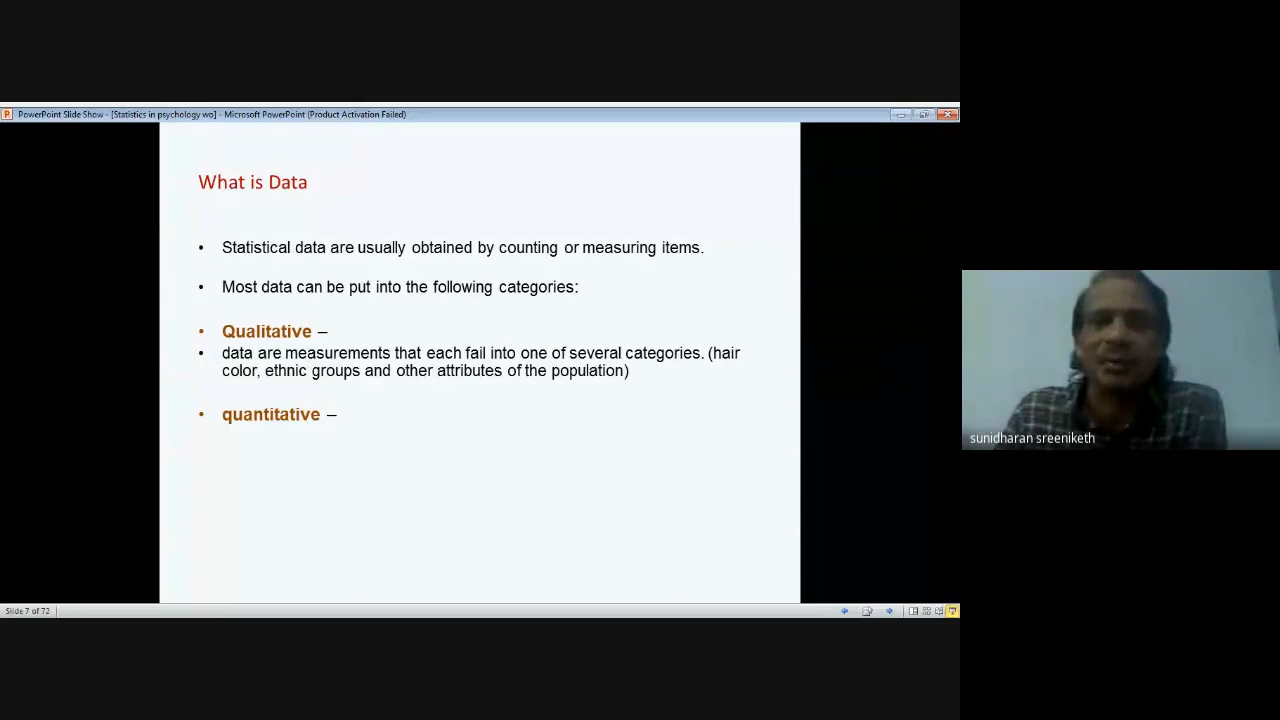 PowerPoint Slide Show - [Statistics in psychology wo] - Microsoft PowerPoint (Product Activation Failed)
What is Data
• Statistical data are usually obtained by counting or measuring items.
• Most data can be put into the following categories:
• Qualitative –
• data are measurements that each fail into one of several categories. (hair
color, ethnic groups and other attributes of the population)
• quantitative –
sunidharan sreeniketh
Slide 7 of 72